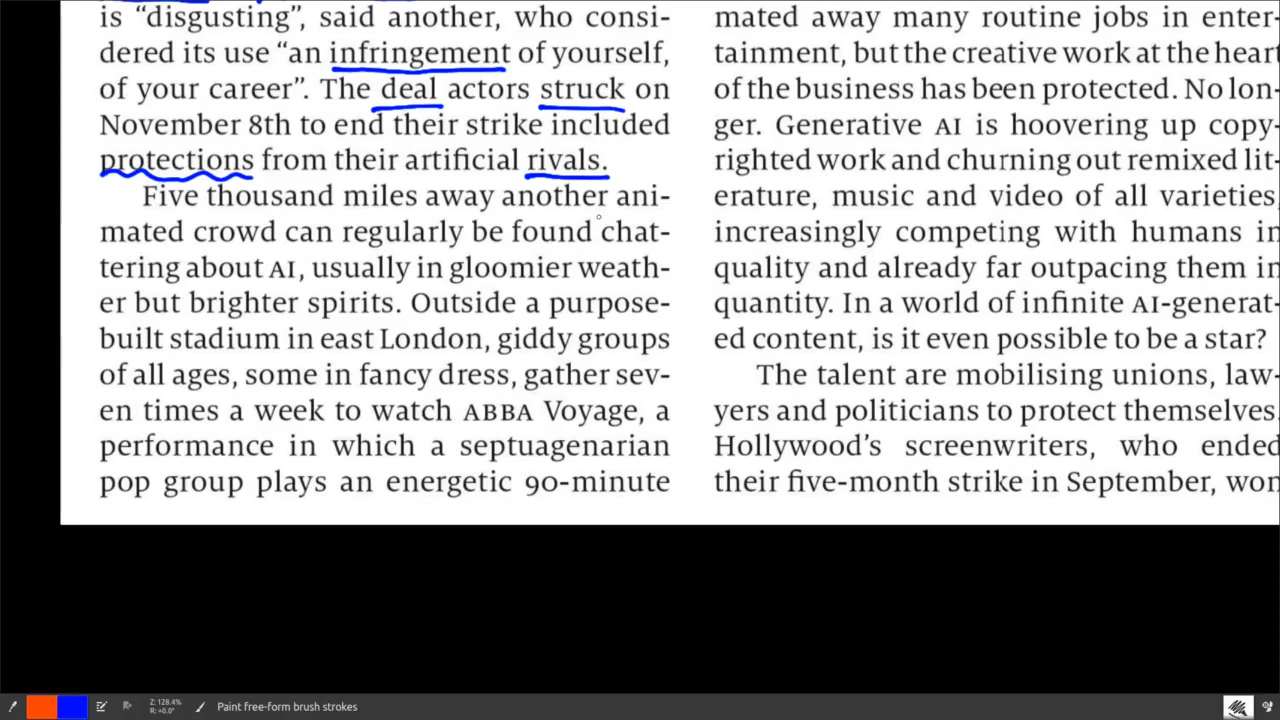 is “disgusting”, said another, who consi-
dered its use “an infringement of yourself,
of your career”. The deal actors struck on
November 8th to end their strike included
protections from their artificial rivals.
Five thousand miles away another ani-
mated crowd can regularly be found chat-
tering about AI, usually in gloomier weath-
er but brighter spirits. Outside a purpose-
built stadium in east London, giddy groups
of all ages, some in fancy dress, gather sev-
en times a week to watch ABBA Voyage, a
performance in which a septuagenarian
pop group plays an energetic 90-minute
mated away many routine jobs in enter-
tainment, but the creative work at the heart
of the business has been protected. No lon-
ger. Generative AI is hoovering up copy-
righted work and churning out remixed lit-
erature, music and video of all varieties,
increasingly competing with humans in
quality and already far outpacing them in
quantity. In a world of infinite AI-generat-
ed content, is it even possible to be a star?
The talent are mobilising unions, law-
yers and politicians to protect themselves.
Hollywood’s screenwriters, who ended
their five-month strike in September, won
Z: 128.4%
R: +0.0°
Paint free-form brush strokes